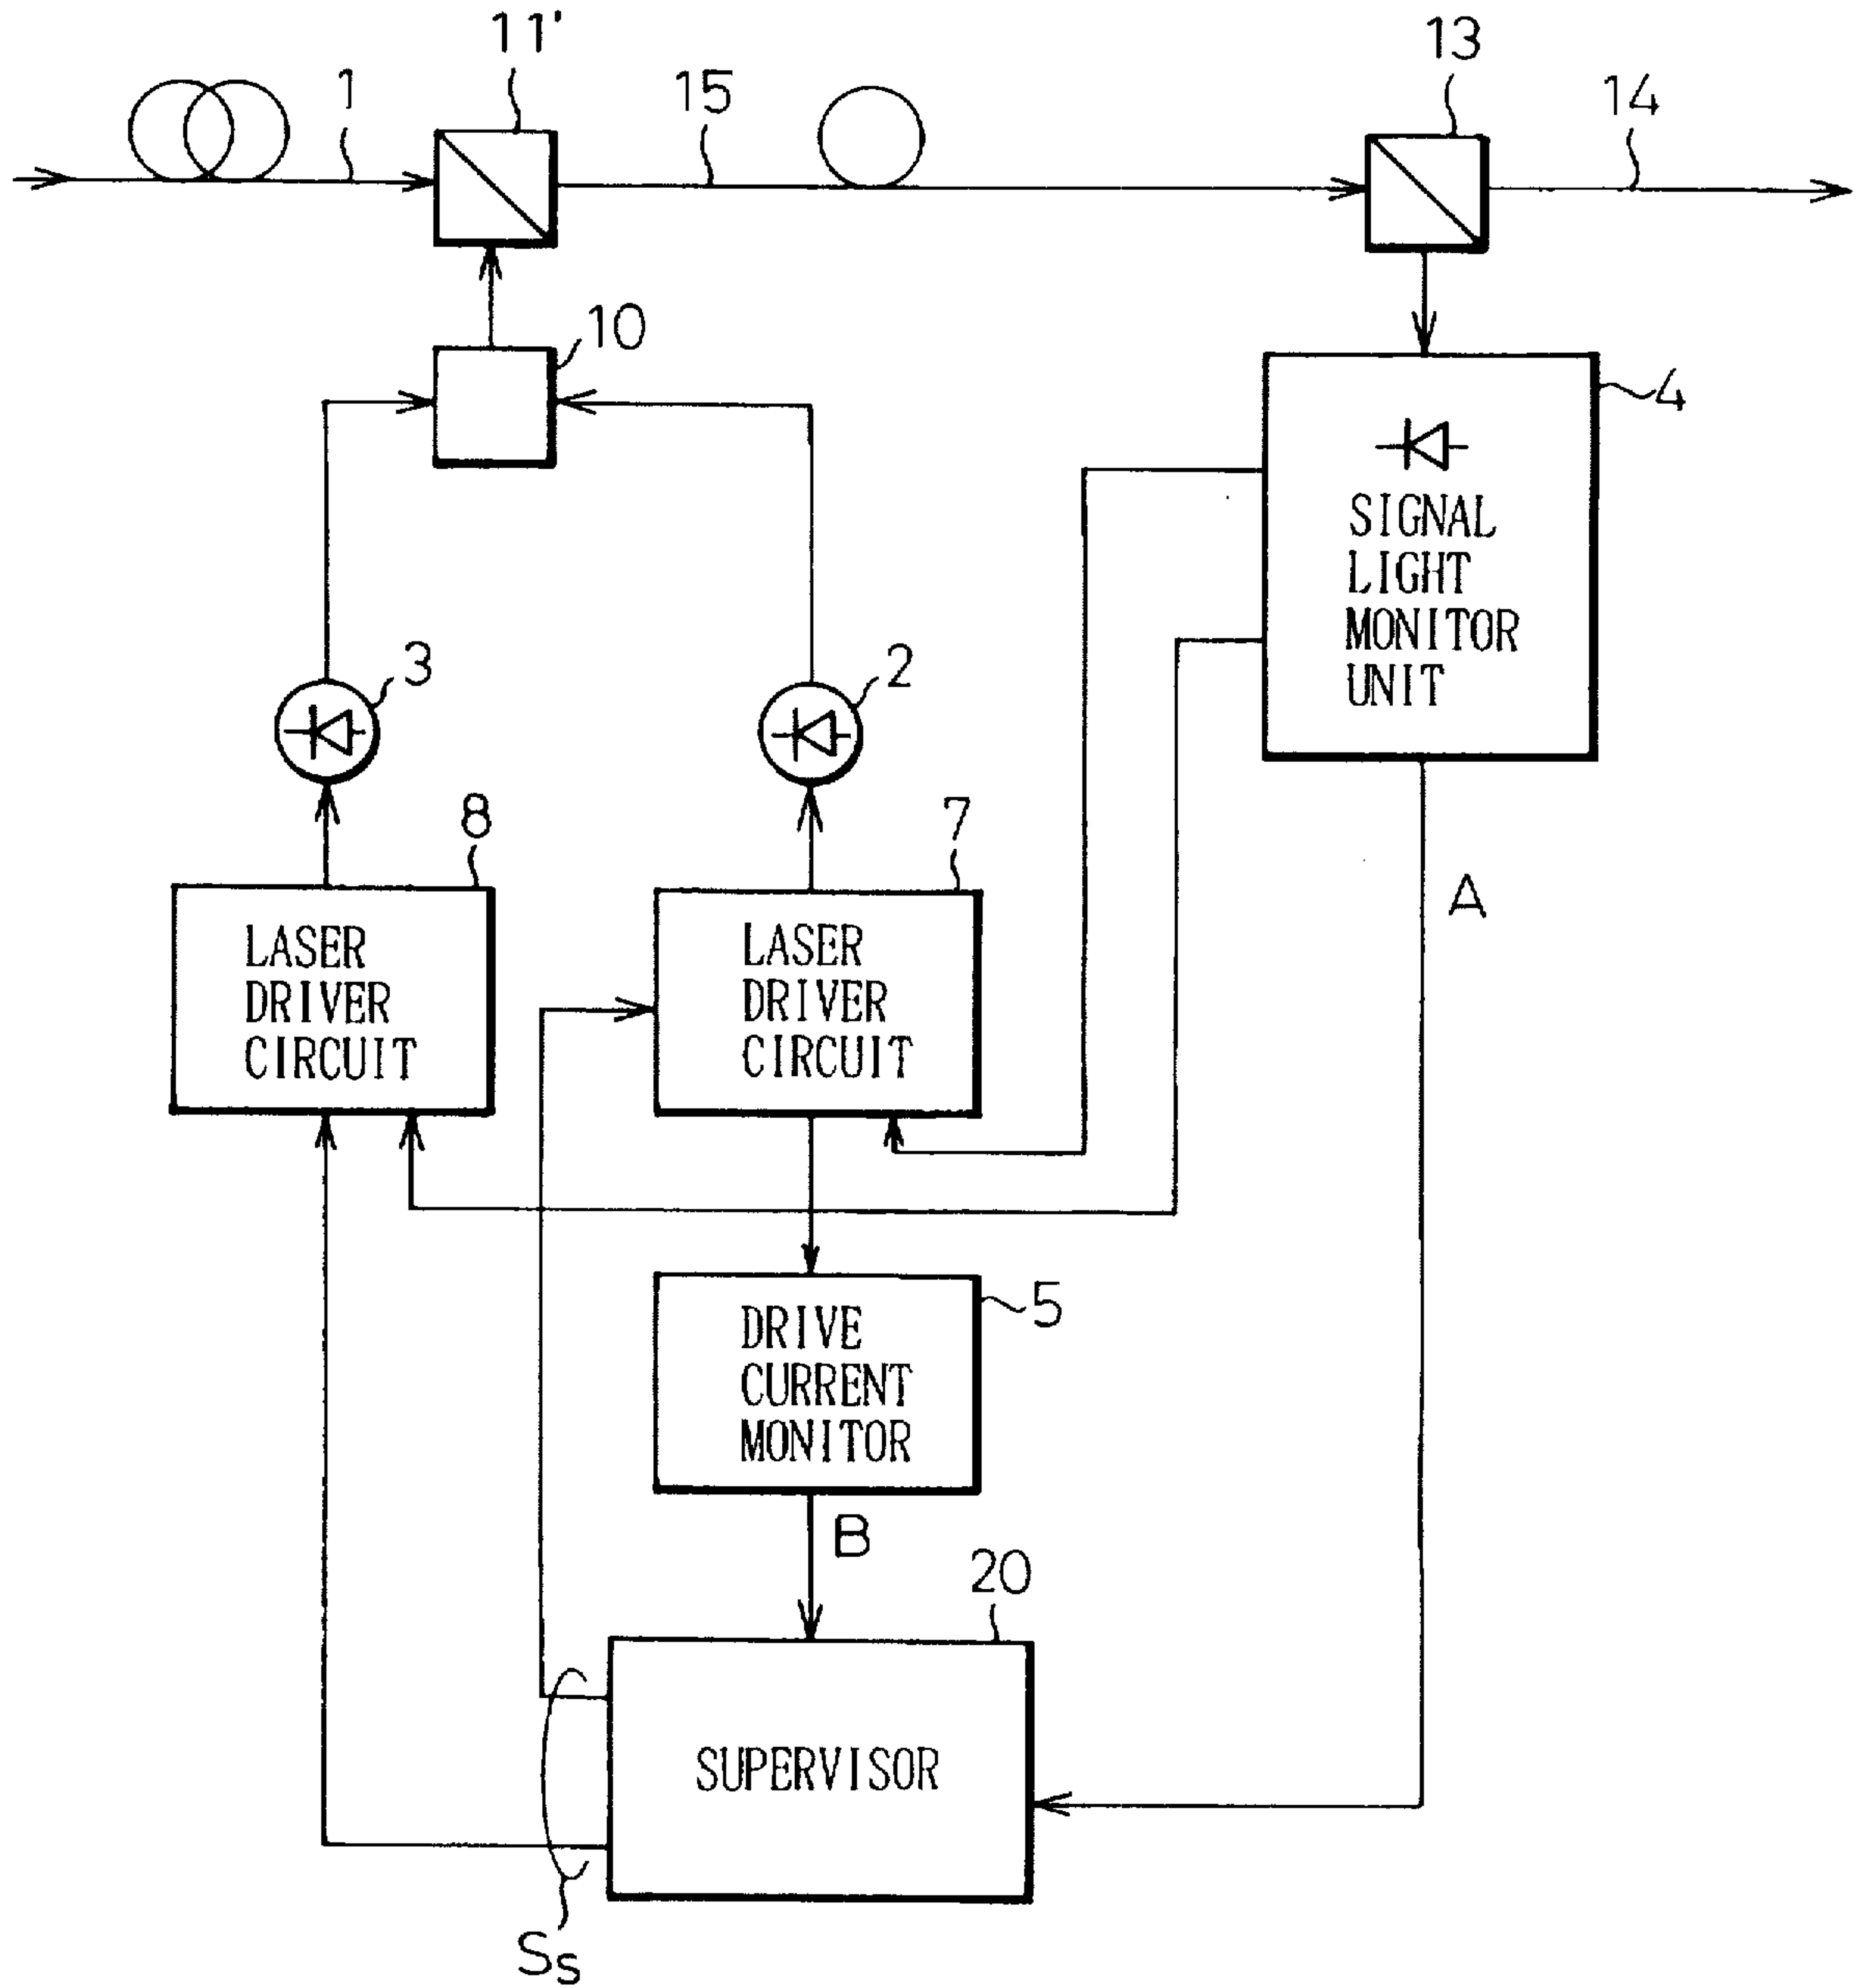 11'
13
1
15
14
10
4
SIGNAL
LIGHT
MONITOR
UNIT
3
2
8
7
A
LASER
DRIVER
CIRCUIT
LASER
DRIVER
CIRCUIT
5
DRIVE
CURRENT
MONITOR
B
20
SUPERVISOR
Ss